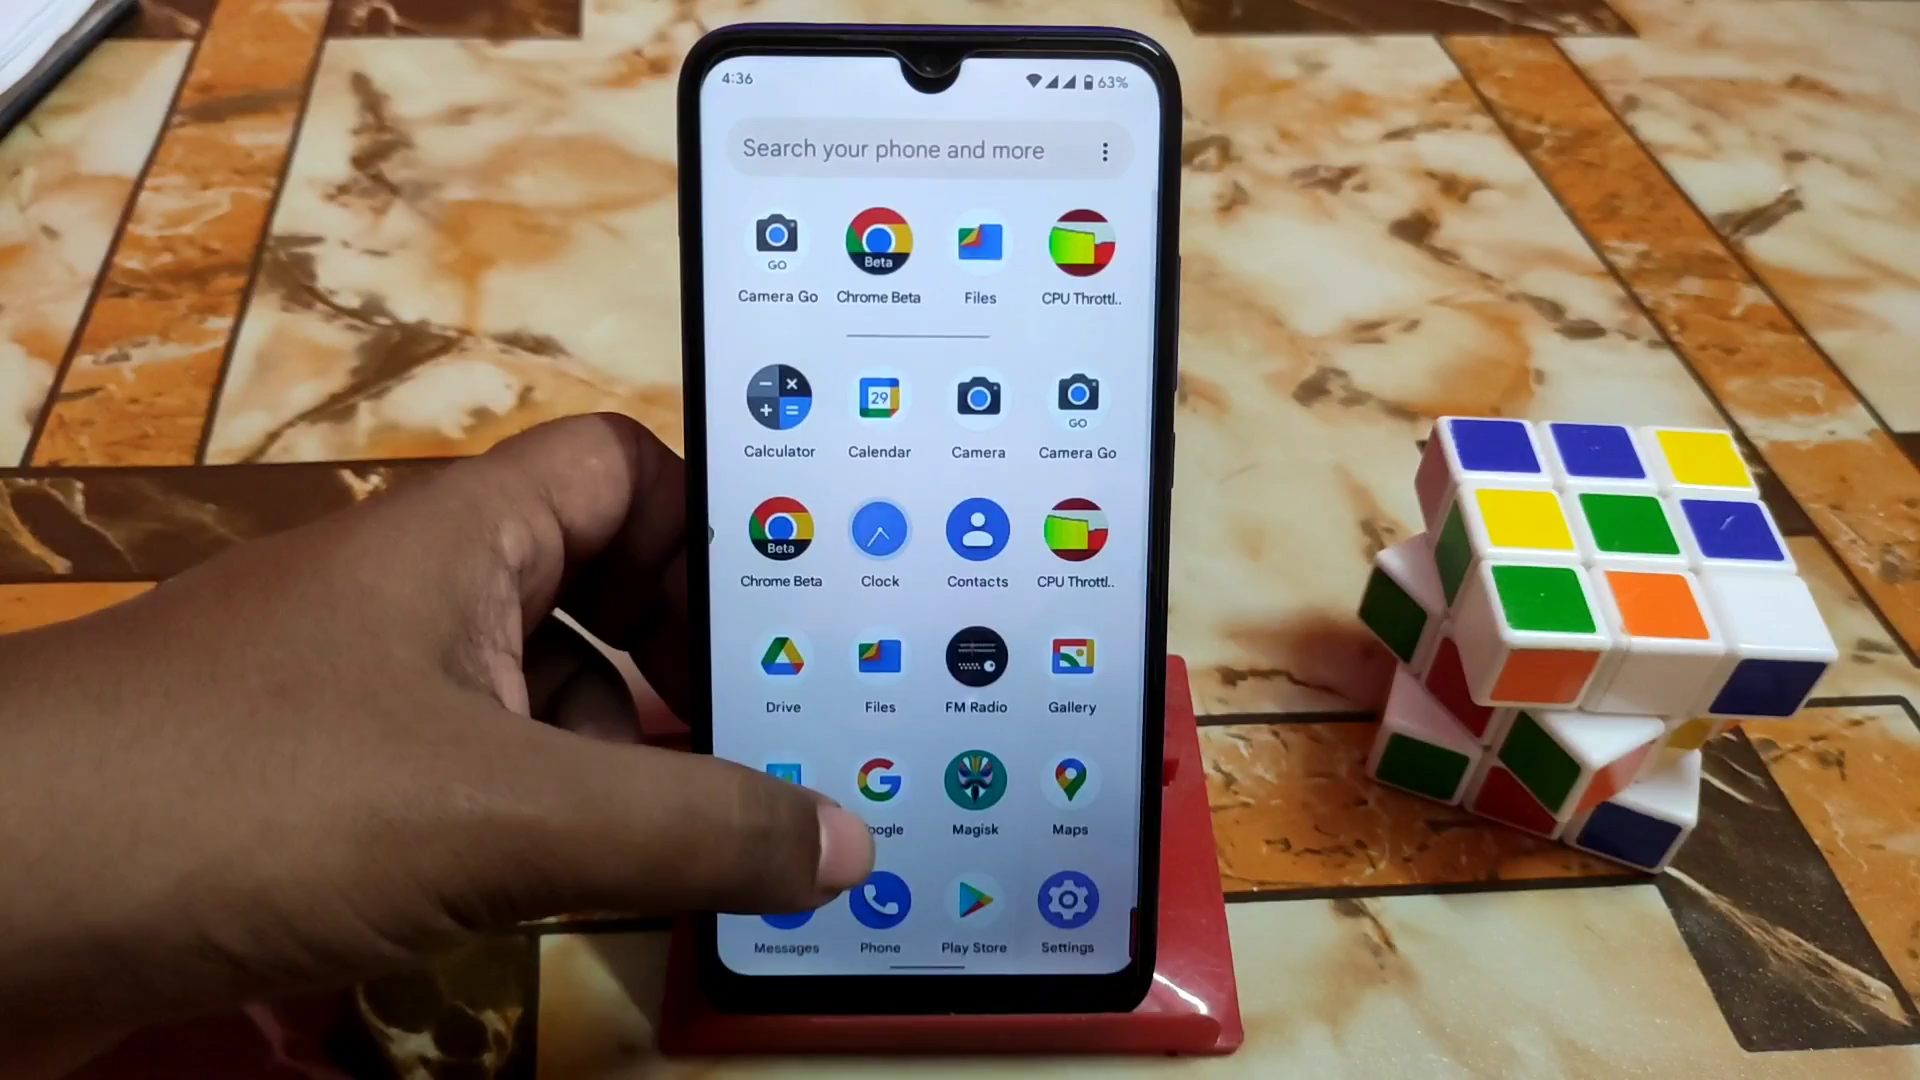 4:36 63%
Search your phone and more
GO Beta
Camera Go Chrome Beta Files CPU Throttl..
29 GO
Calculator Calendar Camera Camera Go
Beta
Chrome Beta Clock Contacts CPU Throttl..
Drive Files FM Radio Gallery
G
Magisk Maps
Messages Phone Play Store Settings